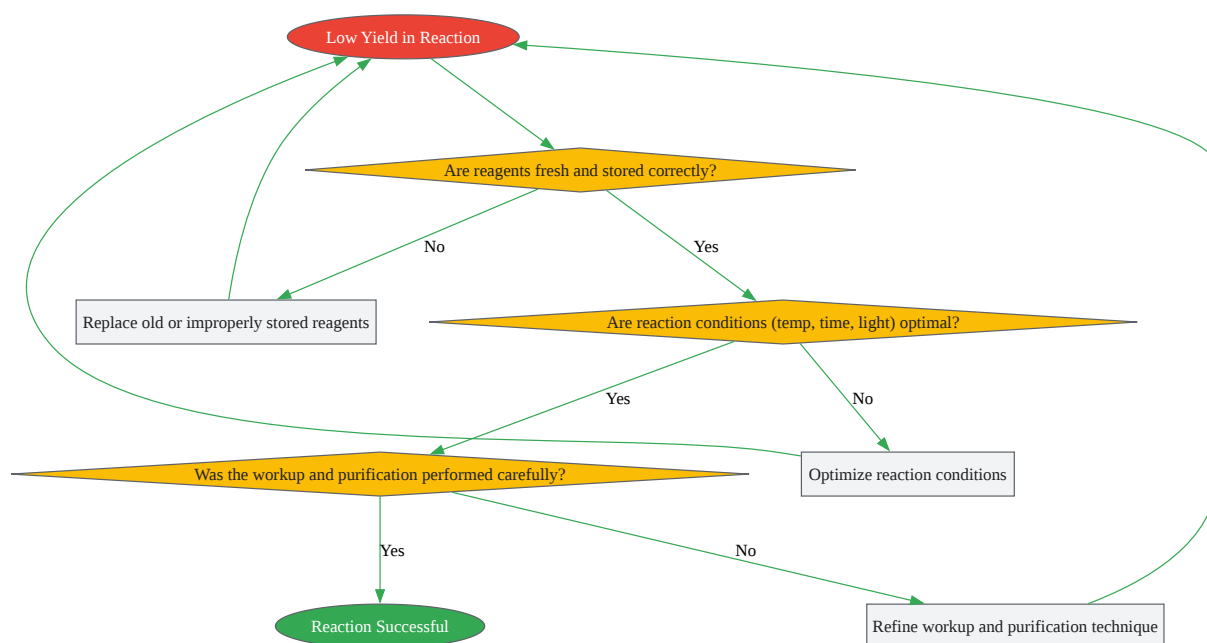 Low Yield in Reaction
Are reagents fresh and stored correctly?
No
Yes
Replace old or improperly stored reagents
Are reaction conditions (temp, time, light) optimal?
Yes
No
Was the workup and purification performed carefully?
Optimize reaction conditions
Yes
No
Reaction Successful
Refine workup and purification technique